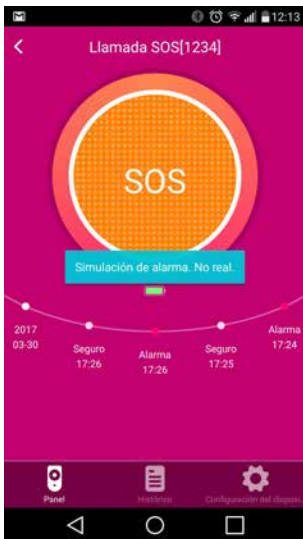 12:13
Llamada SOS[1234]
SOS
Simulación de alarma. No real.
2017
03-30
Seguro
17:26
Alarma
17:26
Seguro
17:25
Alarma
17:24
Panel
Histórico
Configuración del disposi.